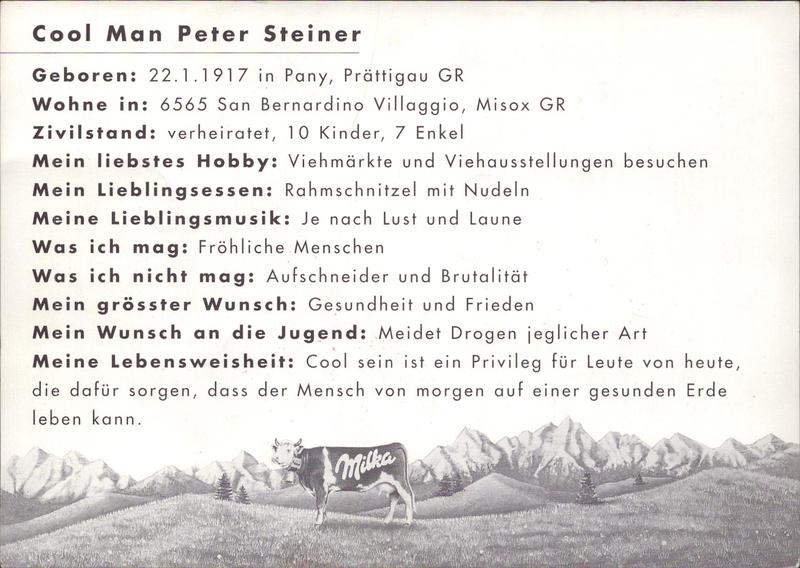 Cool Man Peter Steiner
Geboren: 22.1.1917 in Pany, Prättigau GR
Wohne in: 6565 San Bernardino Villaggio, Misox GR
Zivilstand: verheiratet, 10 Kinder, 7 Enkel
Mein liebstes Hobby: Viehmärkte und Viehausstellungen besuchen
Mein Lieblingsessen: Rahmschnitzel mit Nudeln
Meine Lieblingsmusik: Je nach Lust und Laune
Was ich mag: Fröhliche Menschen
Was ich nicht mag: Aufschneider und Brutalität
Mein grösster Wunsch: Gesundheit und Frieden
Mein Wunsch an die Jugend: Meidet Drogen jeglicher Art
Meine Lebensweisheit: Cool sein ist ein Privileg für Leute von heute,
die dafür sorgen, dass der Mensch von morgen auf einer gesunden Erde
leben kann.
Milka